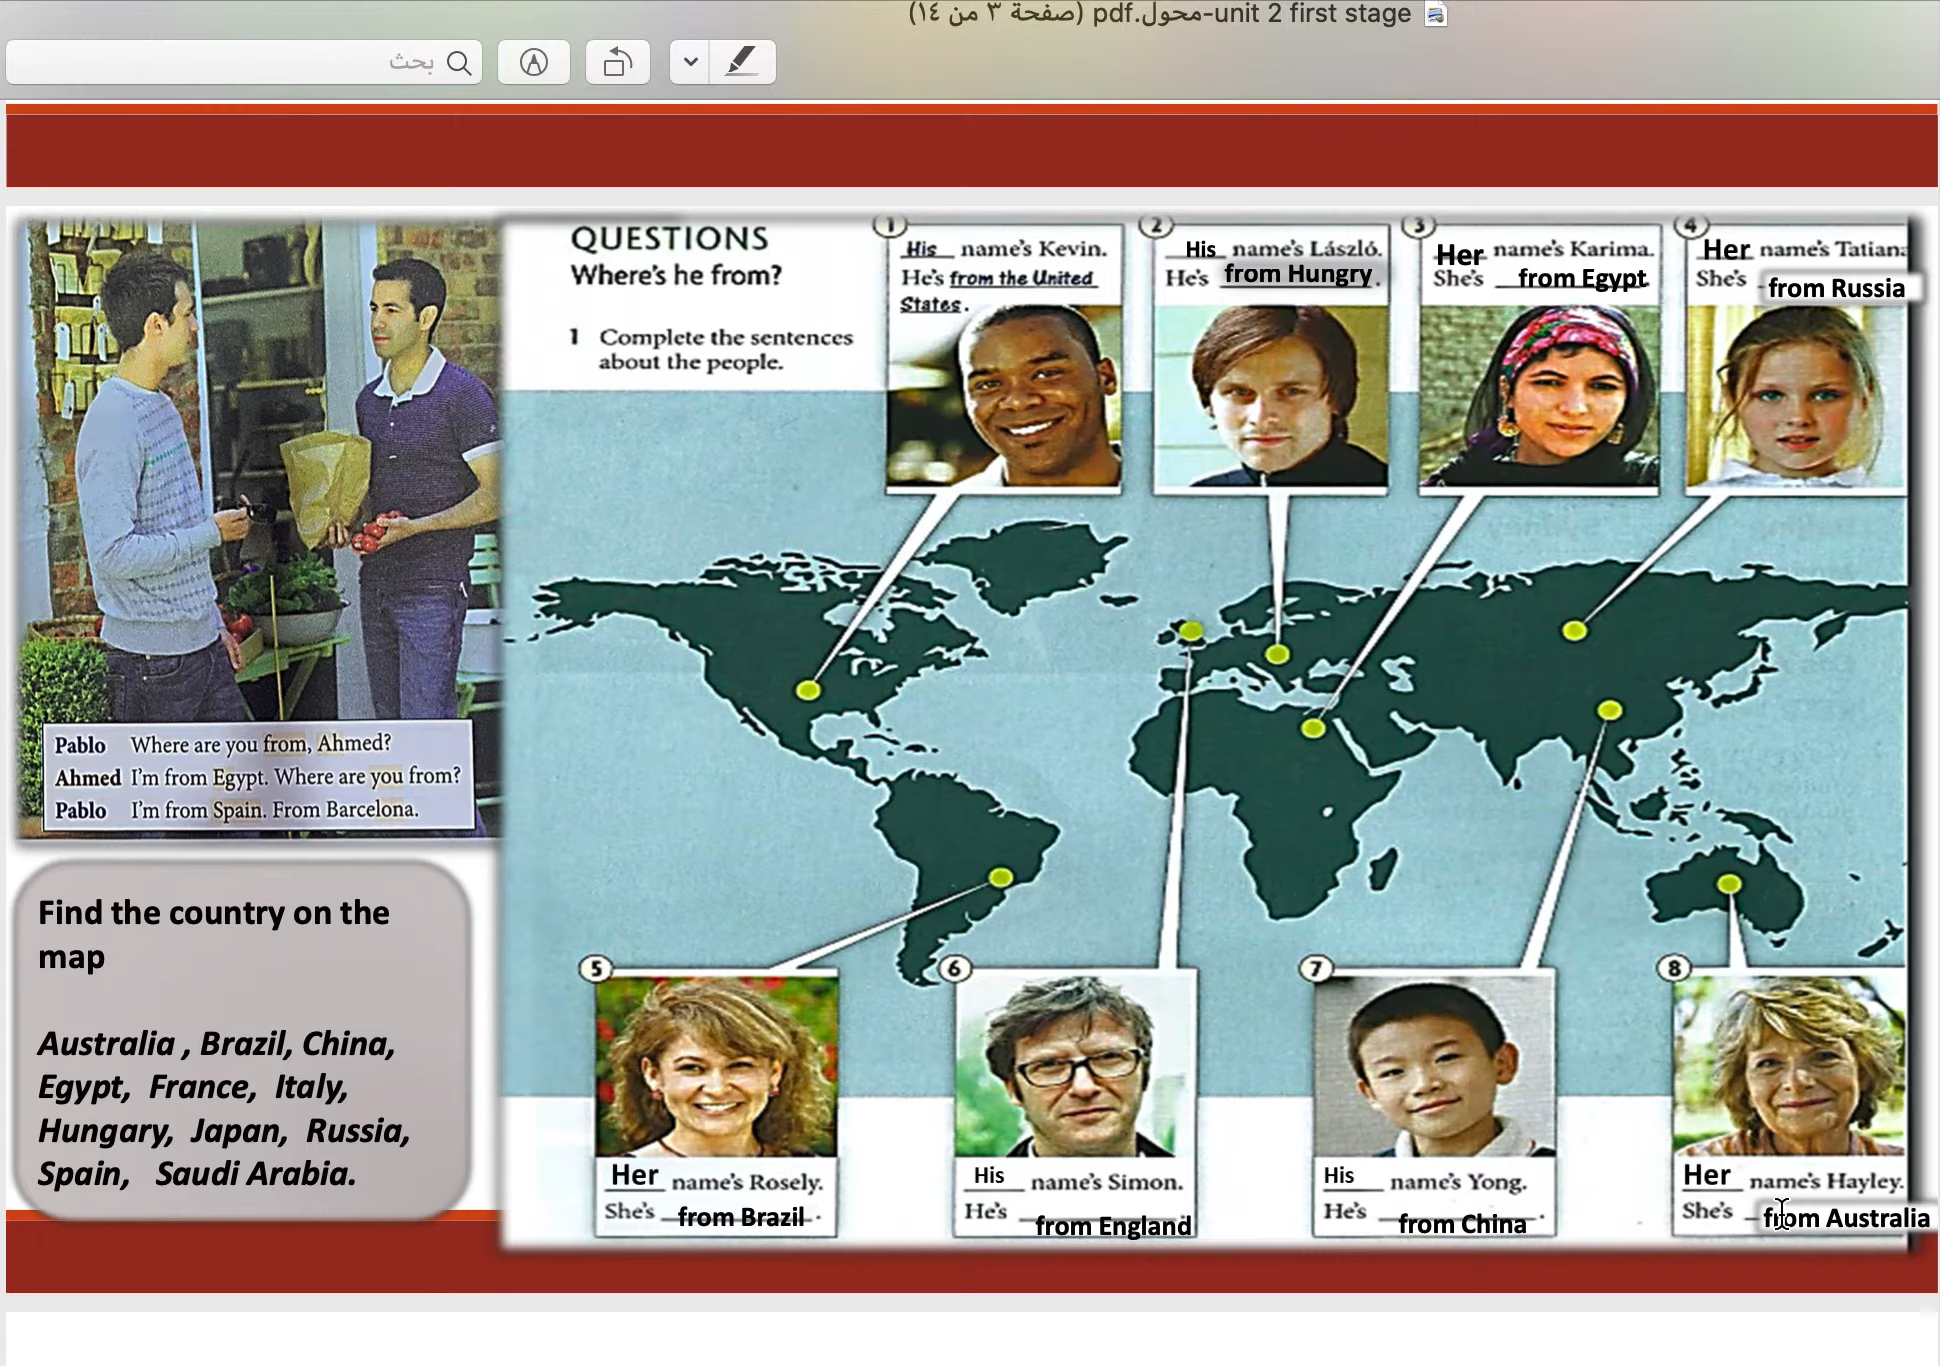 unit 2 first stage-محول.pdf (صفحة ٣ من ١٤)
بحث
QUESTIONS
Where's he from?
1 Complete the sentences
about the people.
1
His name's Kevin.
He's from the United
States.
2
His name's László.
He's from Hungry.
3
Her name's Karima.
She's from Egypt.
4
Her name's Tatiana
She's from Russia
Pablo Where are you from, Ahmed?
Ahmed I'm from Egypt. Where are you from?
Pablo I'm from Spain. From Barcelona.
Find the country on the
map
Australia , Brazil, China,
Egypt, France, Italy,
Hungary, Japan, Russia,
Spain, Saudi Arabia.
5
Her name's Rosely.
She's from Brazil.
6
His name's Simon.
He's from England
7
His name's Yong.
He's from China.
8
Her name's Hayley.
She's from Australia